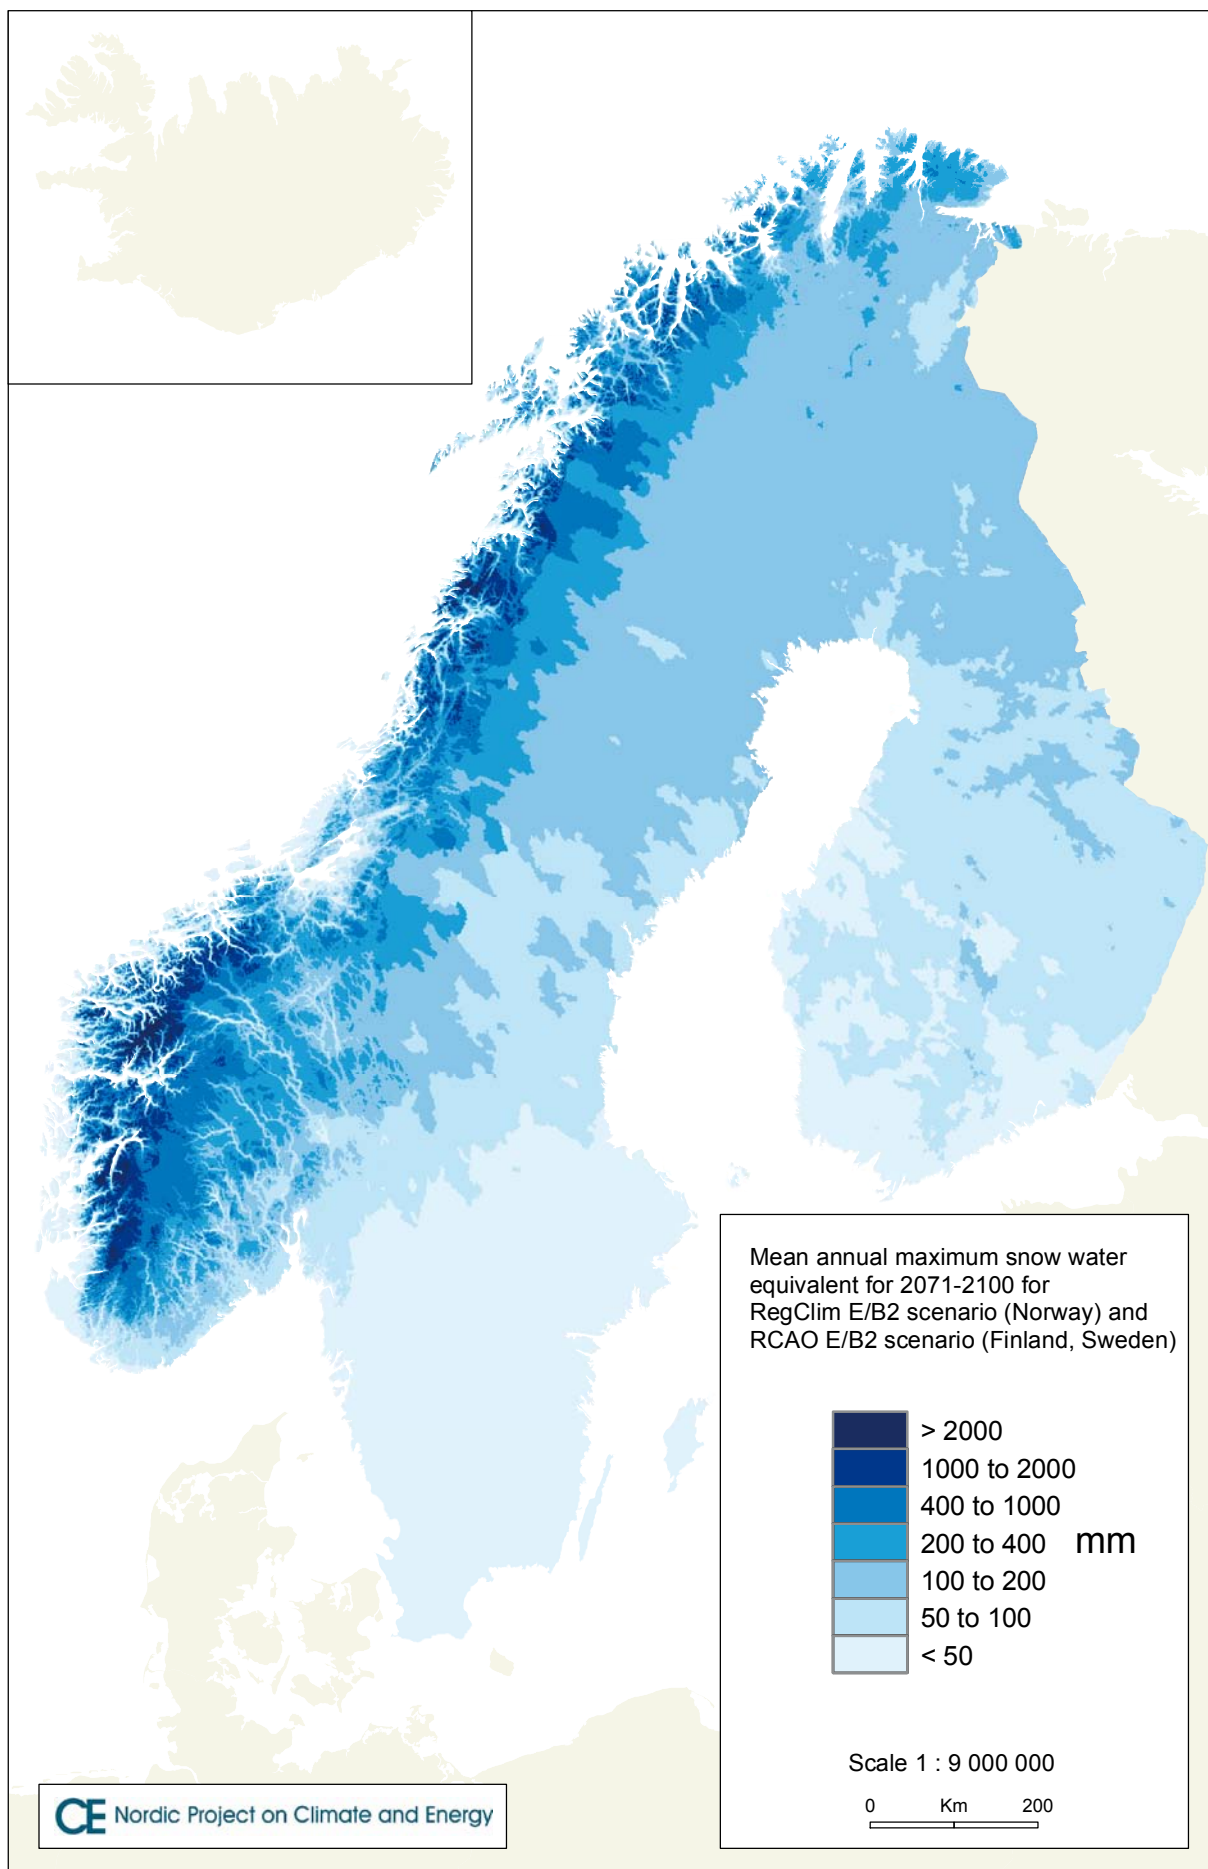 Mean annual maximum snow water
equivalent for 2071-2100 for
RegClim E/B2 scenario (Norway) and
RCAO E/B2 scenario (Finland, Sweden)
> 2000
1000 to 2000
400 to 1000
200 to 400 mm
100 to 200
50 to 100
< 50
Scale 1 : 9 000 000
0 Km 200
CE Nordic Project on Climate and Energy